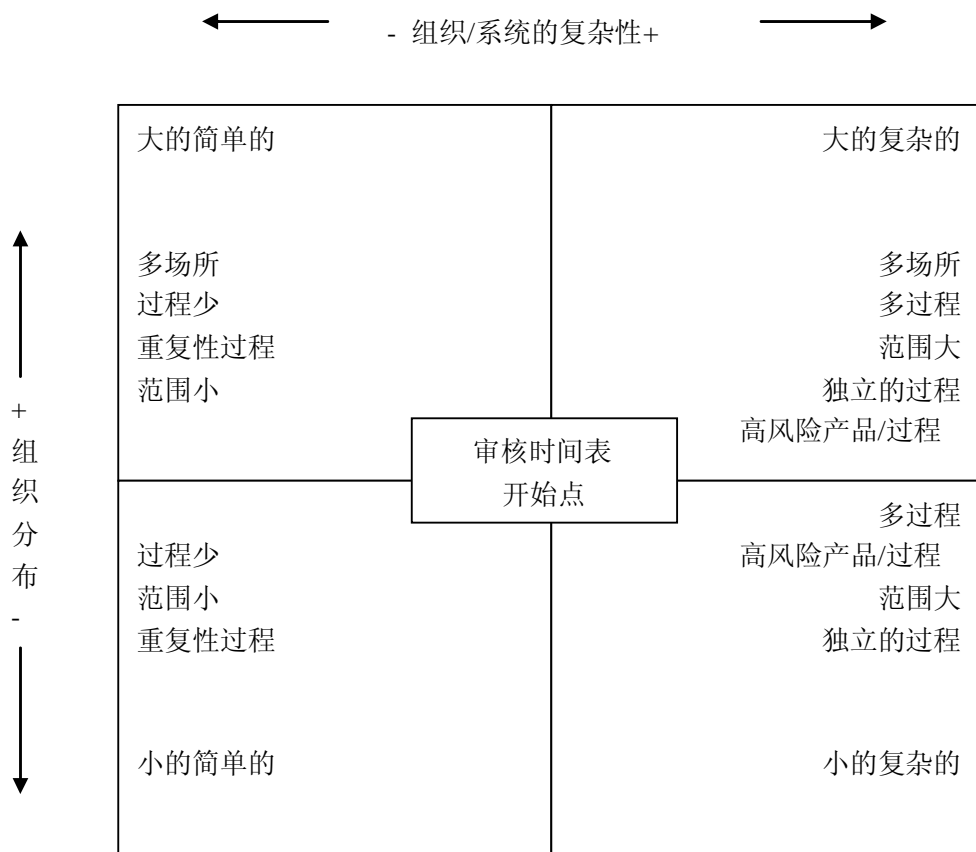 - 组织/系统的复杂性+
大的简单的
大的复杂的
多场所
过程少
重复性过程
范围小
多场所
多过程
范围大
独立的过程
高风险产品/过程
+
组
织
分
布
-
审核时间表
开始点
过程少
范围小
重复性过程
小的简单的
多过程
高风险产品/过程
范围大
独立的过程
小的复杂的